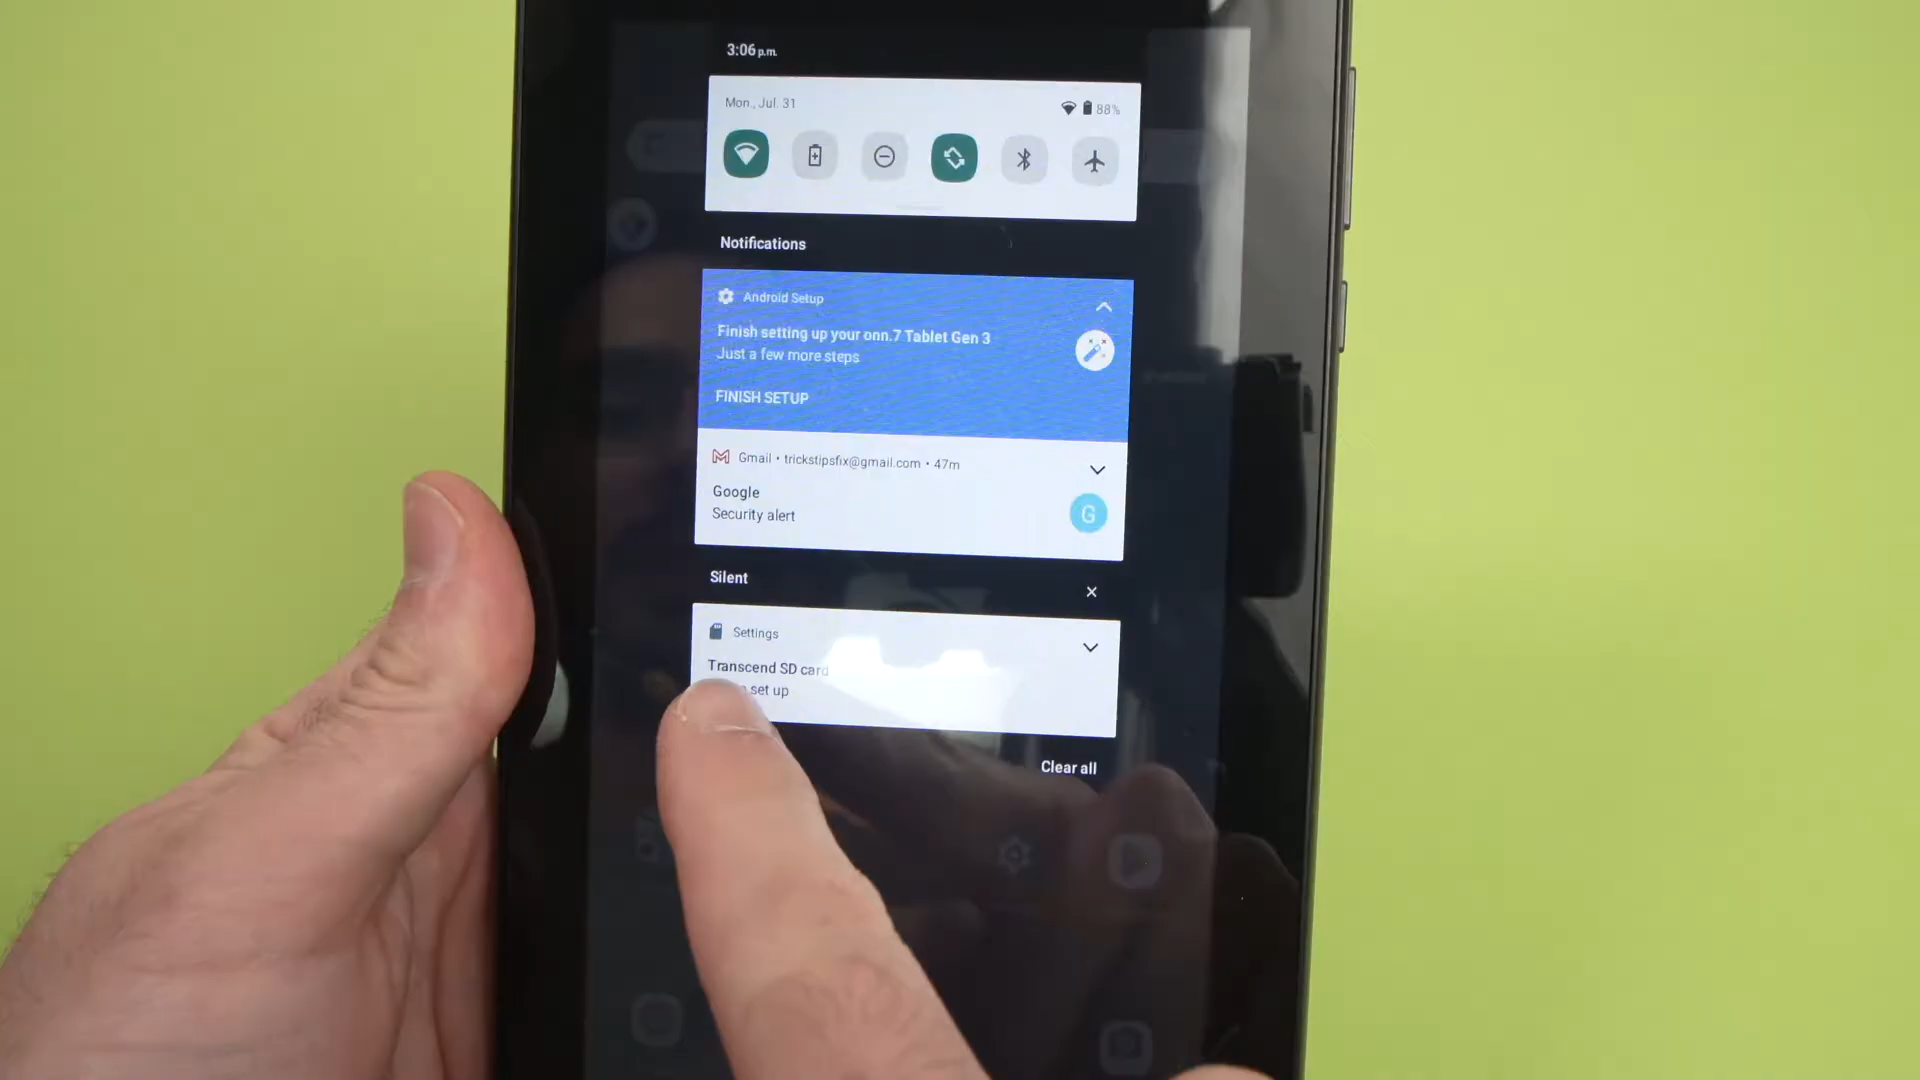 3:06 p.m.
Mon., Jul. 31
88%
Notifications
Android Setup
Finish setting up your onn.7 Tablet Gen 3
Just a few more steps
FINISH SETUP
Gmail • trickstipsfix@gmail.com • 47m
Google
Security alert
G
Silent
Settings
Transcend SD card
set up
Clear all